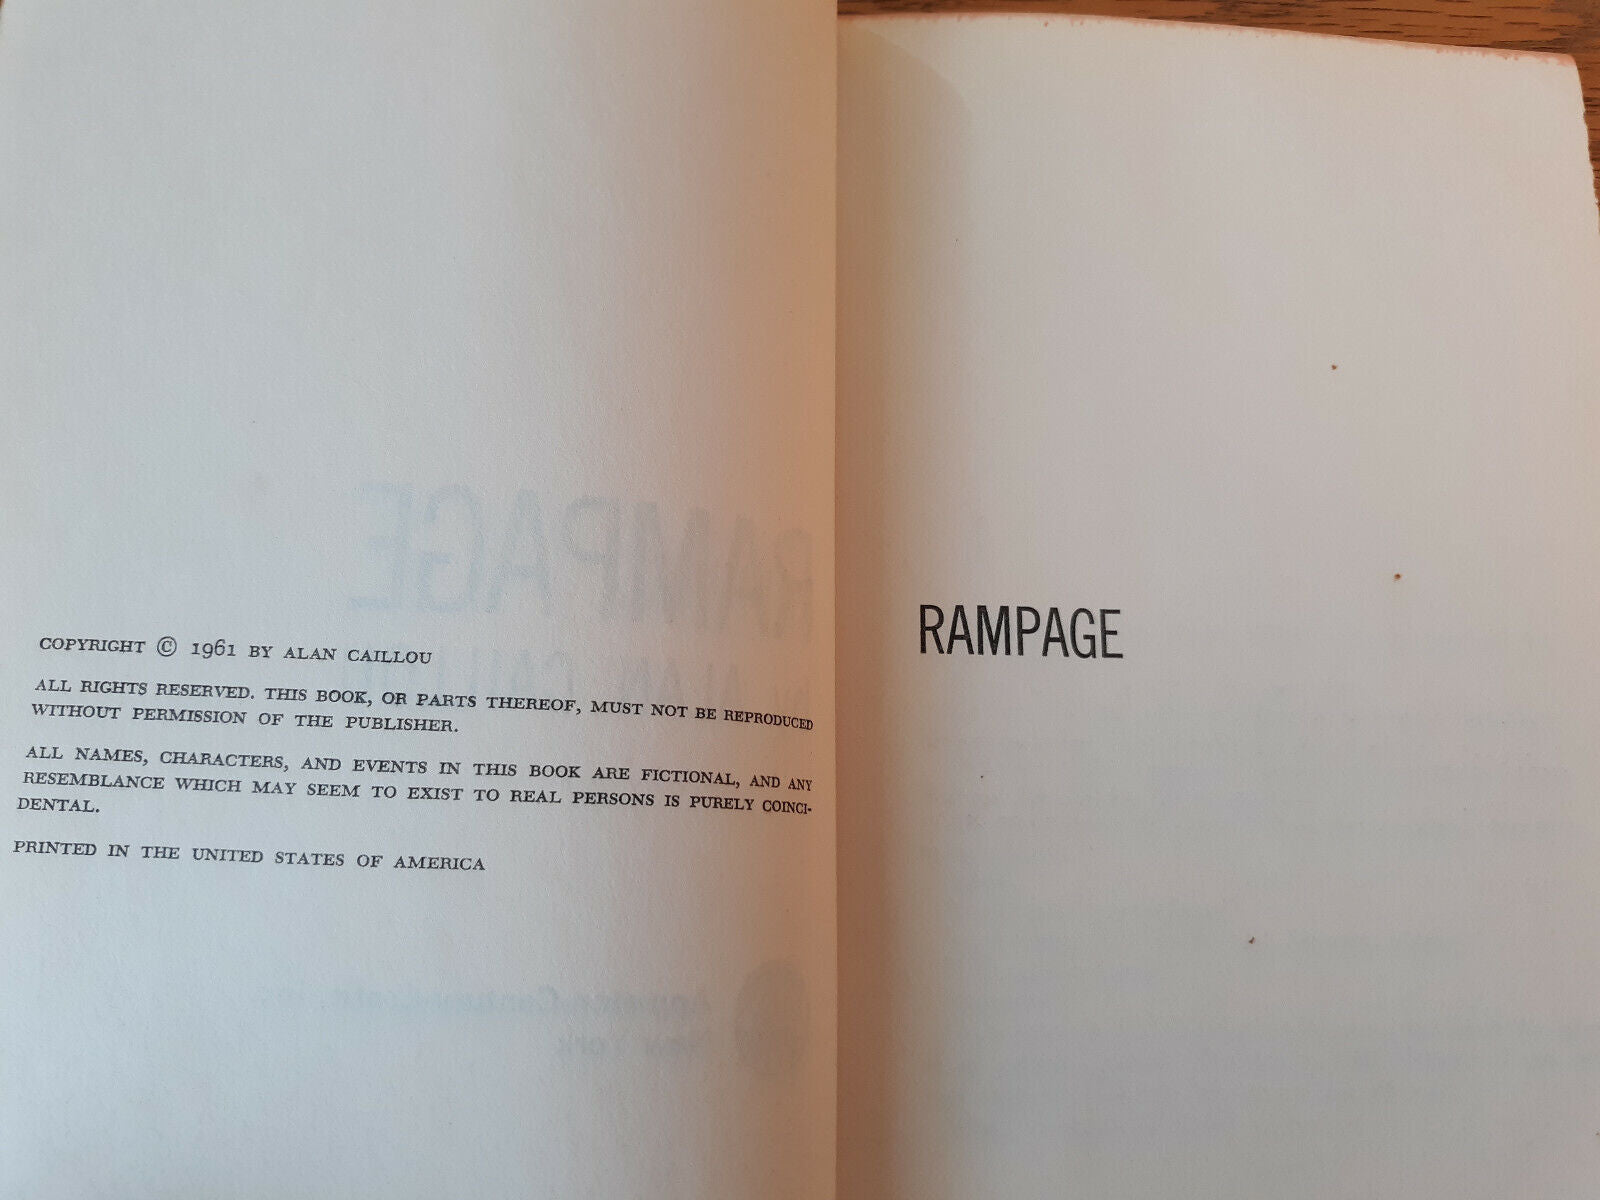 COPYRIGHT © 1961 BY ALAN CAILLOU
ALL RIGHTS RESERVED. THIS BOOK, OR PARTS THEREOF, MUST NOT BE REPRODUCED
WITHOUT PERMISSION OF THE PUBLISHER.
ALL NAMES, CHARACTERS, AND EVENTS IN THIS BOOK ARE FICTIONAL, AND ANY
RESEMBLANCE WHICH MAY SEEM TO EXIST TO REAL PERSONS IS PURELY COINCI-
DENTAL.
PRINTED IN THE UNITED STATES OF AMERICA
RAMPAGE
RAMPAGE